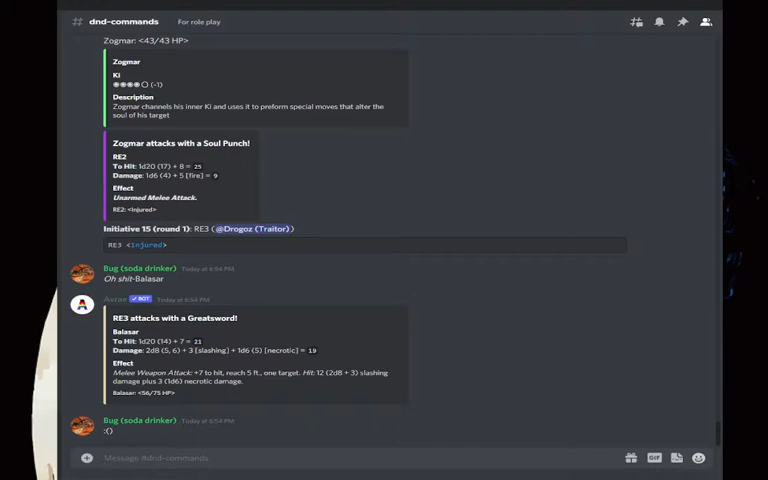 dnd-commands For role play
Zogmar: <43/43 HP>
Zogmar
Ki
◉◉◉◉〇 (-1)
Description
Zogmar channels his inner Ki and uses it to preform special moves that alter the
soul of his target
Zogmar attacks with a Soul Punch!
RE2
To Hit: 1d20 (17) + 8 = 25
Damage: 1d6 (4) + 5 [fire] = 9
Effect
Unarmed Melee Attack.
RE2: <Injured>
Initiative 15 (round 1): RE3 (@Drogoz (Traitor))
RE3 <Injured>
Bug (soda drinker) Today at 6:54 PM
Oh shit-Balasar
Avrae BOT Today at 6:54 PM
RE3 attacks with a Greatsword!
Balasar
To Hit: 1d20 (14) + 7 = 21
Damage: 2d8 (5, 6) + 3 [slashing] + 1d6 (5) [necrotic] = 19
Effect
Melee Weapon Attack: +7 to hit, reach 5 ft., one target. Hit: 12 (2d8 + 3) slashing
damage plus 3 (1d6) necrotic damage.
Balasar: <56/75 HP>
Bug (soda drinker) Today at 6:54 PM
:()
Message #dnd-commands
GIF